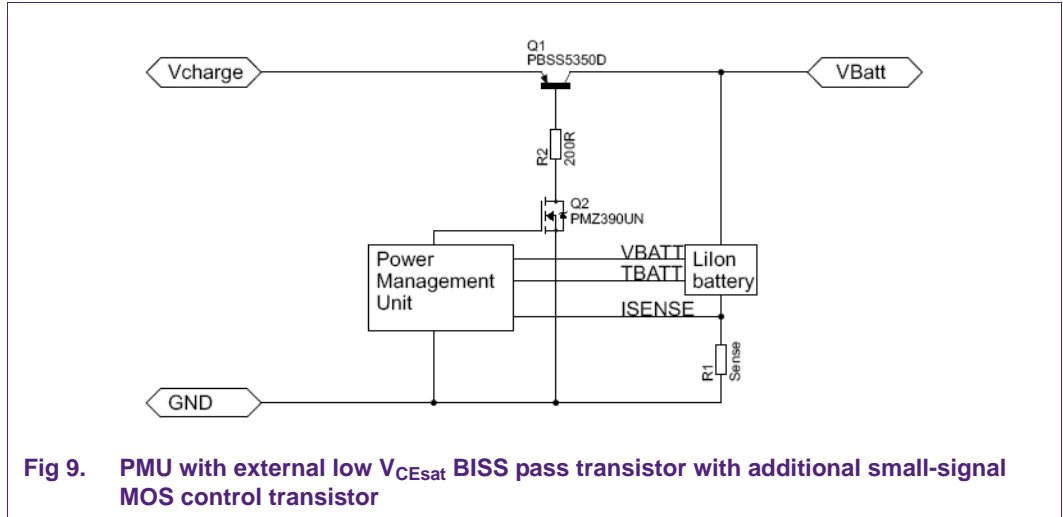 Q1
PBSS5350D
Vcharge
VBatt
R2
200R
Q2
PMZ390UN
Power
Management
Unit
VBATT
TBATT
LiIon
battery
ISENSE
R1
Sense
GND
Fig 9. PMU with external low VCEsat BISS pass transistor with additional small-signal
MOS control transistor